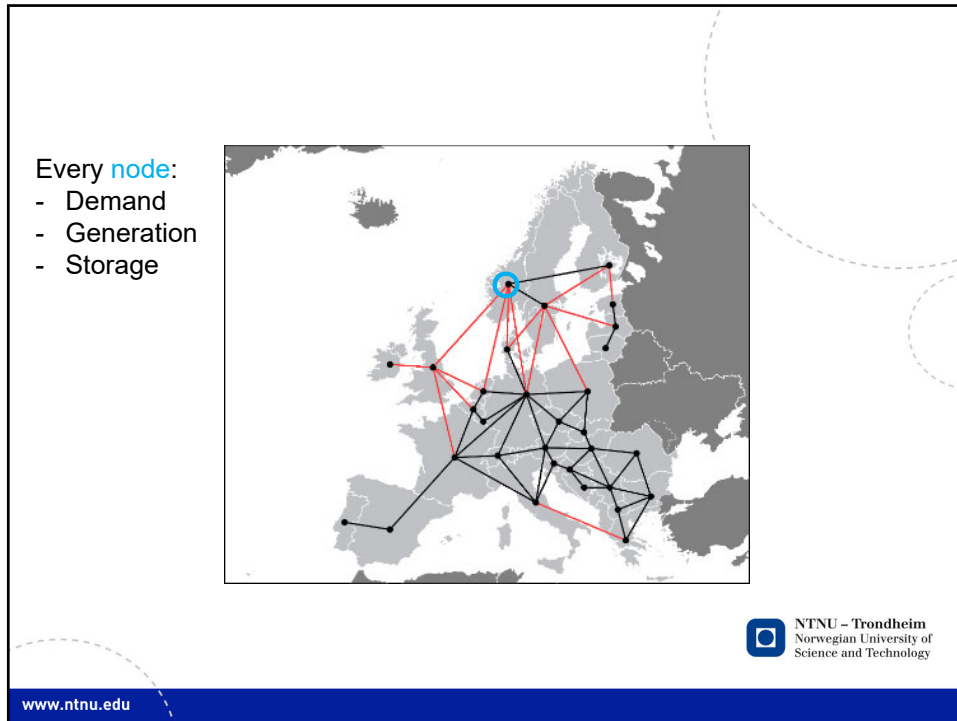 Every node:
- Demand
- Generation
- Storage
NTNU – Trondheim
Norwegian University of
Science and Technology
www.ntnu.edu